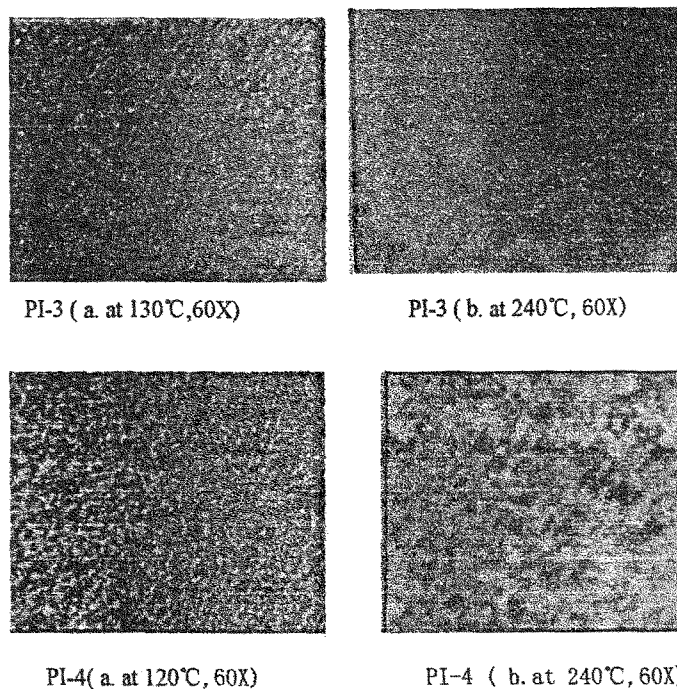 PI-3 ( a. at 130℃,60X)
PI-3 ( b. at 240℃, 60X)
PI-4( a. at 120℃, 60X)
PI-4 ( b. at 240℃, 60X)